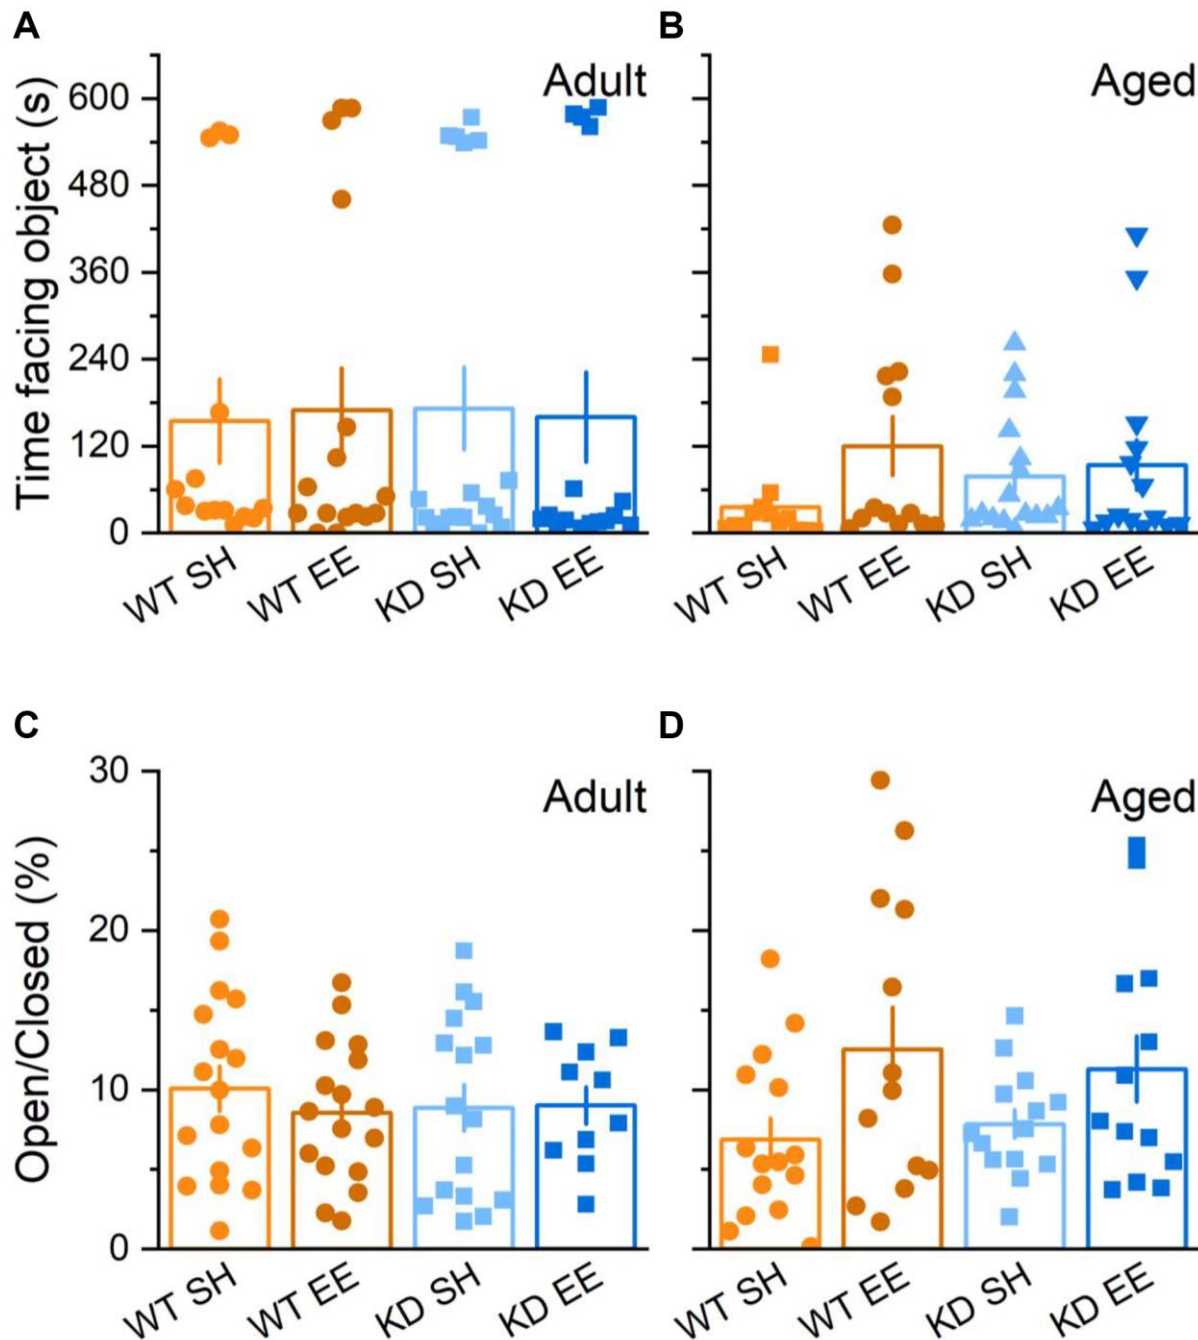 A
B
Adult
Aged
Time facing object (s)
600
480
360
240
120
0
WT SH
WT EE
KD SH
KD EE
WT SH
WT EE
KD SH
KD EE
C
D
Adult
Aged
Open/Closed (%)
30
20
10
0
WT SH
WT EE
KD SH
KD EE
WT SH
WT EE
KD SH
KD EE